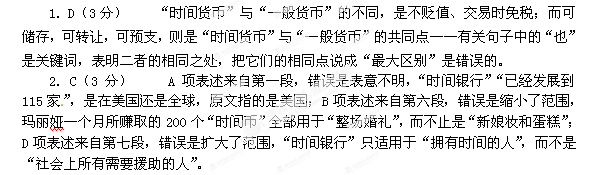 1. D（3 分） “时间货币”与“一般货币”的不同，是不贬值、交易时免税；而可
储存，可转让，可预支，则是“时间货币”与“一般货币”的共同点——有关句子中的“也”
是关键词，表明二者的相同之处，把它们的相同点说成“最大区别”是错误的。
2. C（3 分） A 项表述来自第一段，错误是表意不明，“时间银行”“已经发展到
115 家”，是在美国还是全球，原文指的是美国；B 项表述来自第六段，错误是缩小了范围，
玛丽娅一个月所赚取的 200 个“时间币”全部用于“整场婚礼”，而不止是“新娘妆和蛋糕”；
D 项表述来自第七段，错误是扩大了范围，“时间银行”只适用于“拥有时间的人”，而不是
“社会上所有需要援助的人”。